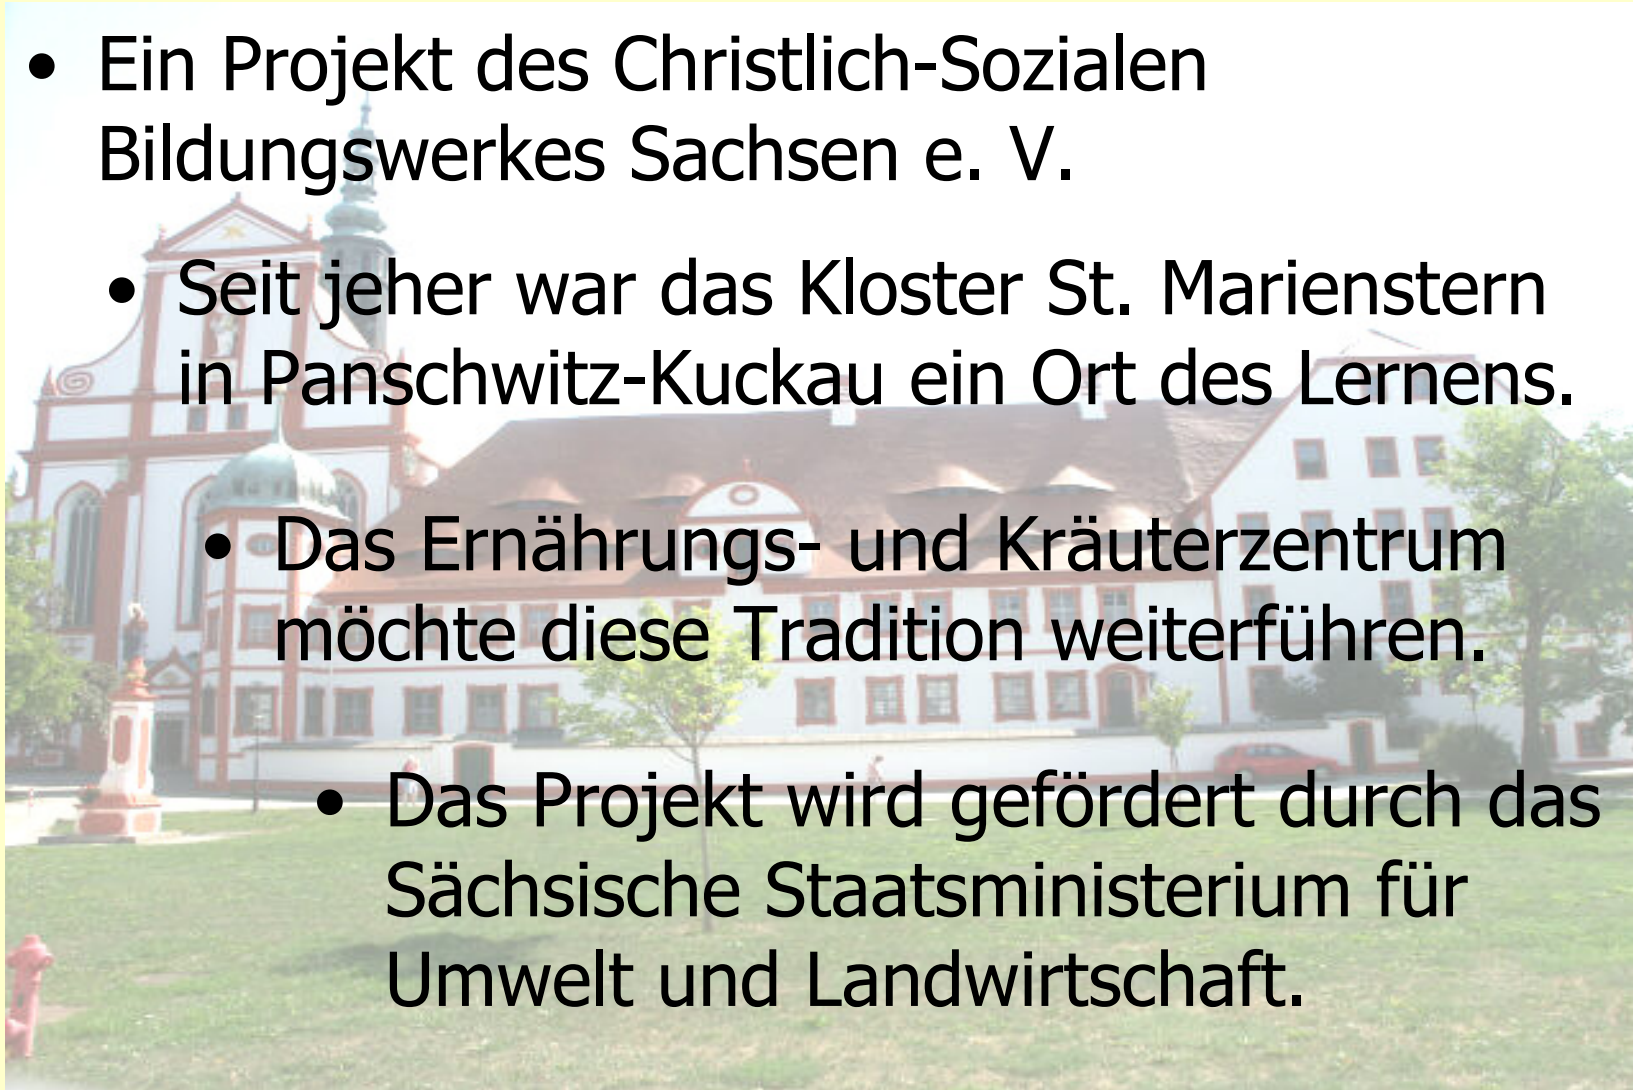 • Ein Projekt des Christlich-Sozialen
Bildungswerkes Sachsen e. V.
• Seit jeher war das Kloster St. Marienstern
in Panschwitz-Kuckau ein Ort des Lernens.
• Das Ernährungs- und Kräuterzentrum
möchte diese Tradition weiterführen.
• Das Projekt wird gefördert durch das
Sächsische Staatsministerium für
Umwelt und Landwirtschaft.